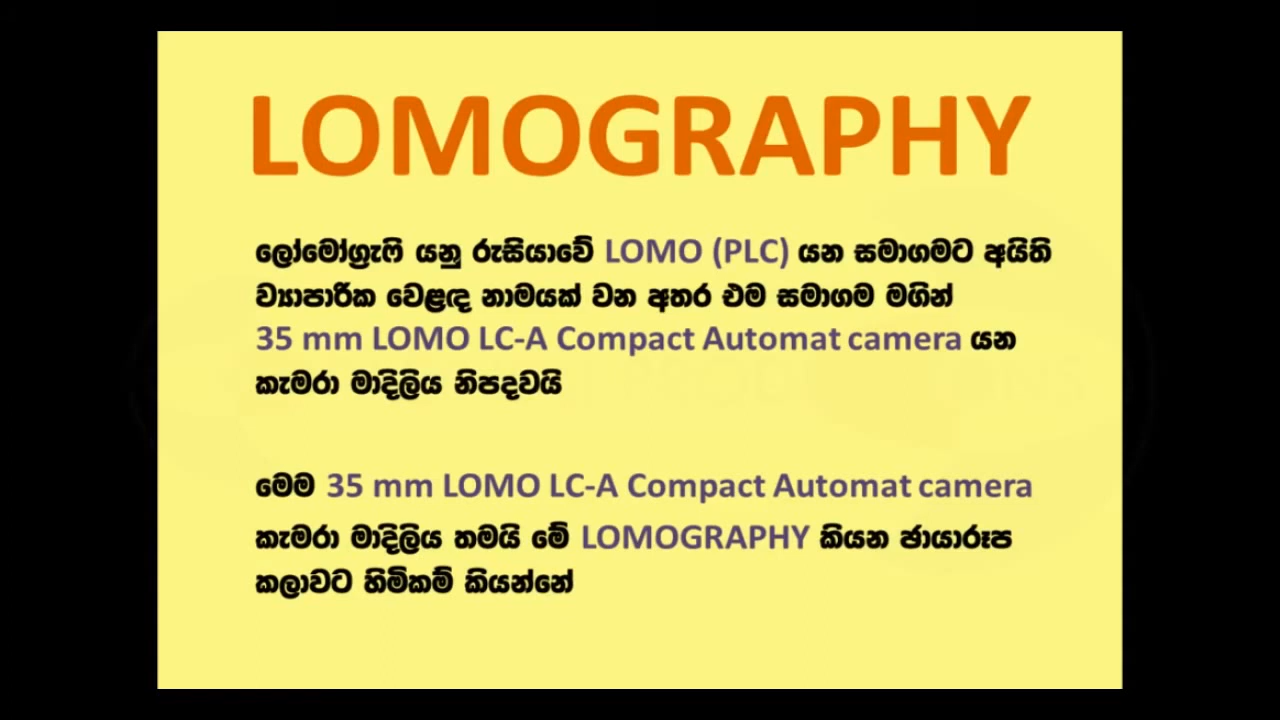 LOMOGRAPHY
ලෝමෝග්‍රැෆි යනු රුසියාවේ LOMO (PLC) යන සමාගමට අයිති
ව්‍යාපාරික වෙළඳ නාමයක් වන අතර එම සමාගම මගින්
35 mm LOMO LC-A Compact Automat camera යන
කැමරා මාදිලිය නිපදවයි
මෙම 35 mm LOMO LC-A Compact Automat camera
කැමරා මාදිලිය තමයි මේ LOMOGRAPHY කියන ඡායාරූප
කලාවට හිමිකම් කියන්නේ